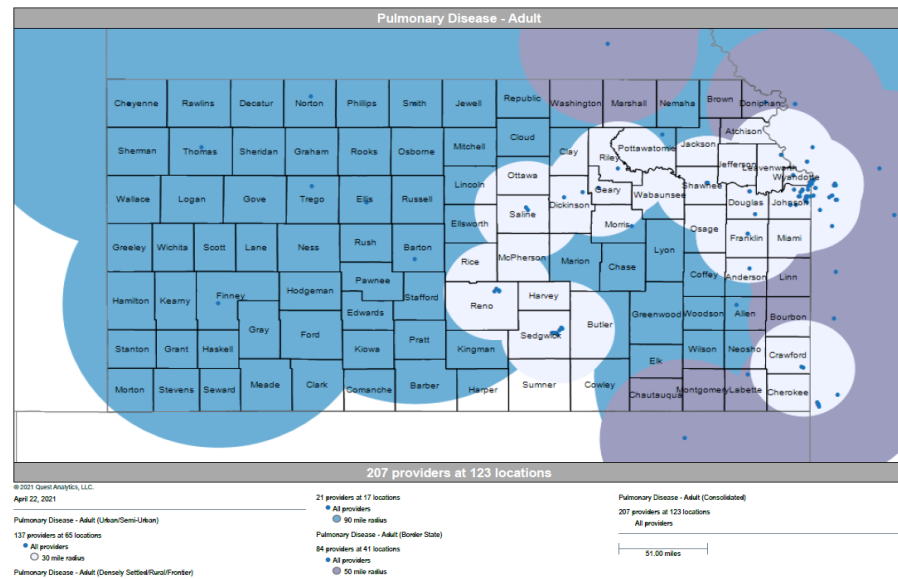 Pulmonary Disease - Adult
Cheyenne Rawlins Decatur Norton Phillips Smith Jewell Republic Washington Marshall Nemaha Brown Doniphan
Cloud Atchison
Sherman Thomas Sheridan Graham Rooks Osborne Mitchell Clay Riley Pottawatomie Jackson Jefferson Leavenworth
Ottawa Wyandotte
Wallace Logan Gove Trego Ellis Russell Lincoln Saline Dickinson Geary Wabaunsee Shawnee Douglas Johnson
Ellsworth Morris
Greeley Wichita Scott Lane Ness Rush Barton Rice McPherson Marion Chase Lyon Osage Franklin Miami
Coffey Anderson Linn
Hamilton Kearny Finney Hodgeman Pawnee Stafford Reno Harvey
Edwards Greenwood Woodson Allen Bourbon
Gray Ford Sedgwick Butler
Stanton Grant Haskell Kiowa Pratt Kingman Elk Wilson Neosho Crawford
Morton Stevens Seward Meade Clark Comanche Barber Harper Sumner Cowley Chautauqua Montgomery Labette Cherokee
207 providers at 123 locations
© 2021 Quest Analytics, LLC.
April 22, 2021
Pulmonary Disease - Adult (Urban/Semi-Urban)
137 providers at 65 locations
All providers
30 mile radius
Pulmonary Disease - Adult (Densely Settled/Rural/Frontier)
21 providers at 17 locations
All providers
90 mile radius
Pulmonary Disease - Adult (Border State)
84 providers at 41 locations
All providers
50 mile radius
Pulmonary Disease - Adult (Consolidated)
207 providers at 123 locations
All providers
51.00 miles